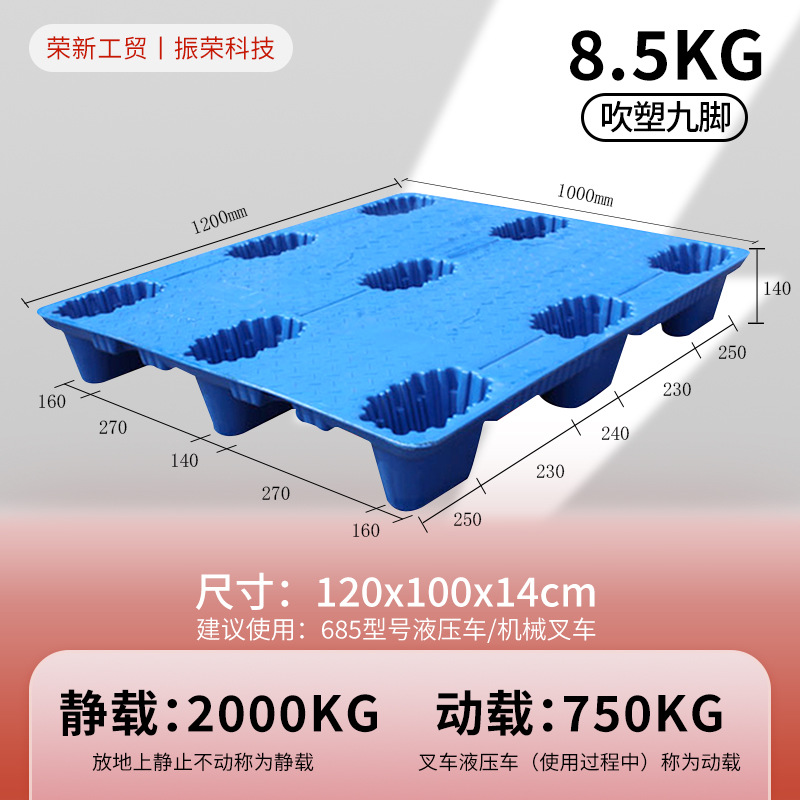 荣新工贸丨振荣科技
8.5KG
吹塑九脚
1200mm
1000mm
140
250
230
240
230
250
160
270
140
270
160
尺寸：120x100x14cm
建议使用：685型号液压车/机械叉车
静载：2000KG
放地上静止不动称为静载
动载：750KG
叉车液压车（使用过程中）称为动载